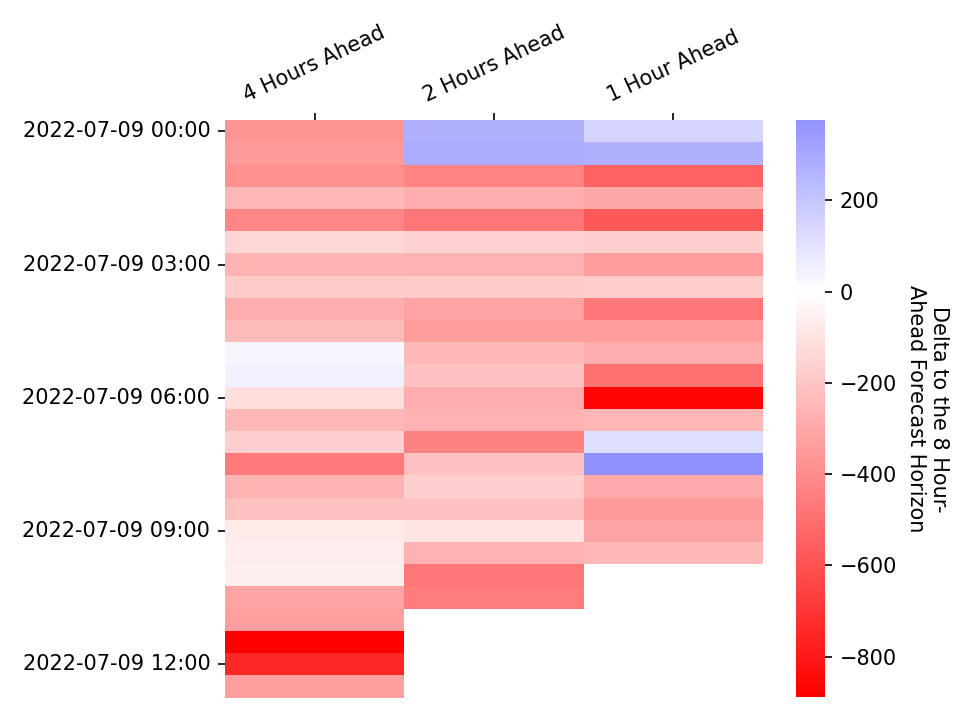 4 Hours Ahead
2 Hours Ahead
1 Hour Ahead
2022-07-09 00:00
2022-07-09 03:00
2022-07-09 06:00
2022-07-09 09:00
2022-07-09 12:00
200
0
−200
−400
−600
−800
Delta to the 8 Hour-
Ahead Forecast Horizon